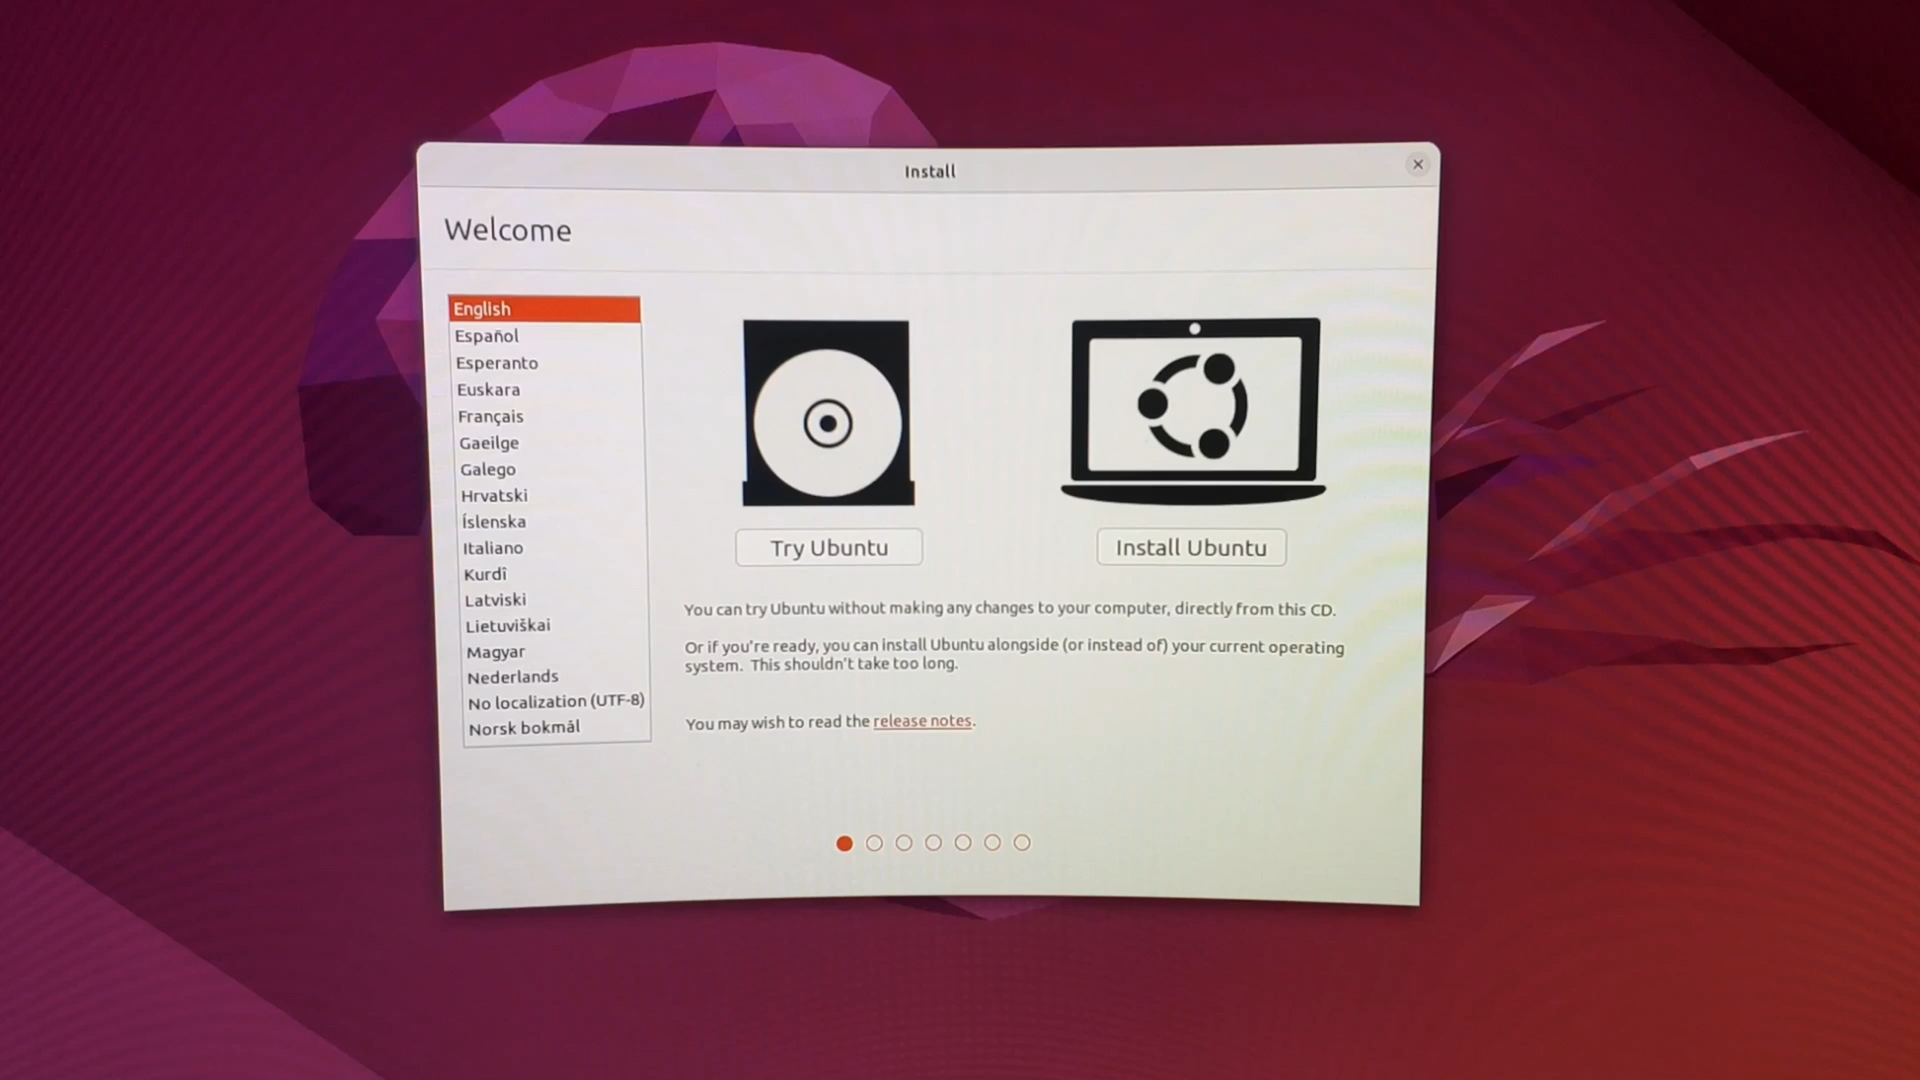 Install
Welcome
English
Español
Esperanto
Euskara
Français
Gaeilge
Galego
Hrvatski
Íslenska
Italiano
Kurdî
Latviski
Lietuviškai
Magyar
Nederlands
No localization (UTF-8)
Norsk bokmål
Try Ubuntu
Install Ubuntu
You can try Ubuntu without making any changes to your computer, directly from this CD.
Or if you're ready, you can install Ubuntu alongside (or instead of) your current operating
system. This shouldn't take too long.
You may wish to read the release notes.